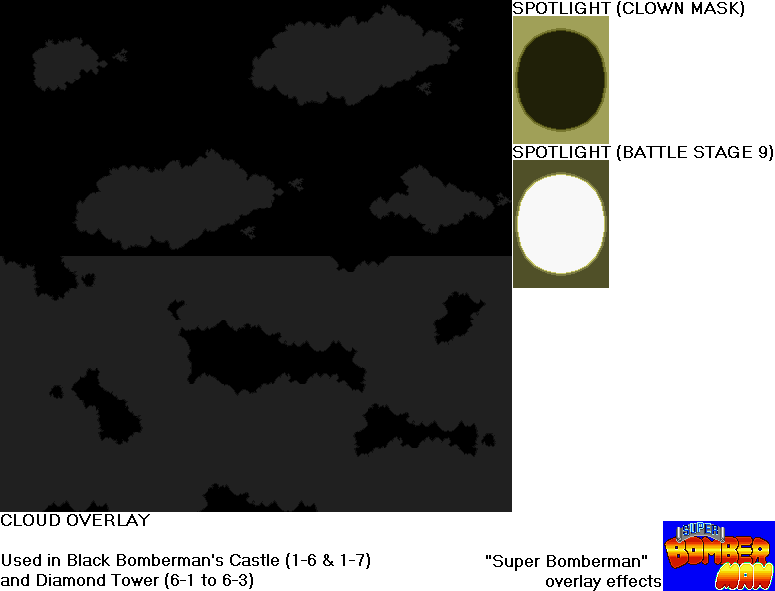 SPOTLIGHT (CLOWN MASK)
SPOTLIGHT (BATTLE STAGE 9)
CLOUD OVERLAY
Used in Black Bomberman's Castle (1-6 & 1-7)
and Diamond Tower (6-1 to 6-3)
"Super Bomberman"
overlay effects
SUPER
BOMBER
MAN